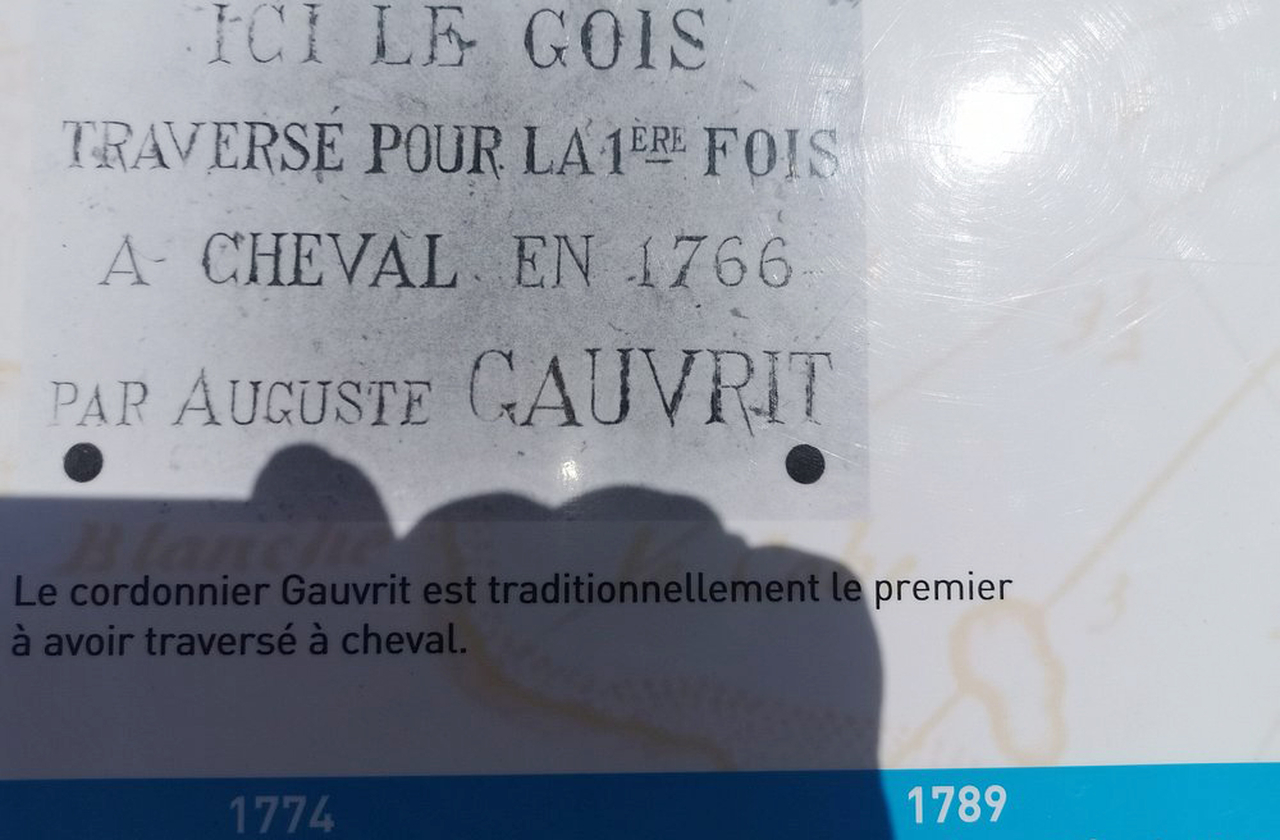 ICI LE GOIS
TRAVERSÉ POUR LA 1ÈRE FOIS
A CHEVAL EN 1766
PAR AUGUSTE GAUVRIT
Blanche
Le cordonnier Gauvrit est traditionnellement le premier
à avoir traversé à cheval.
1774 1789